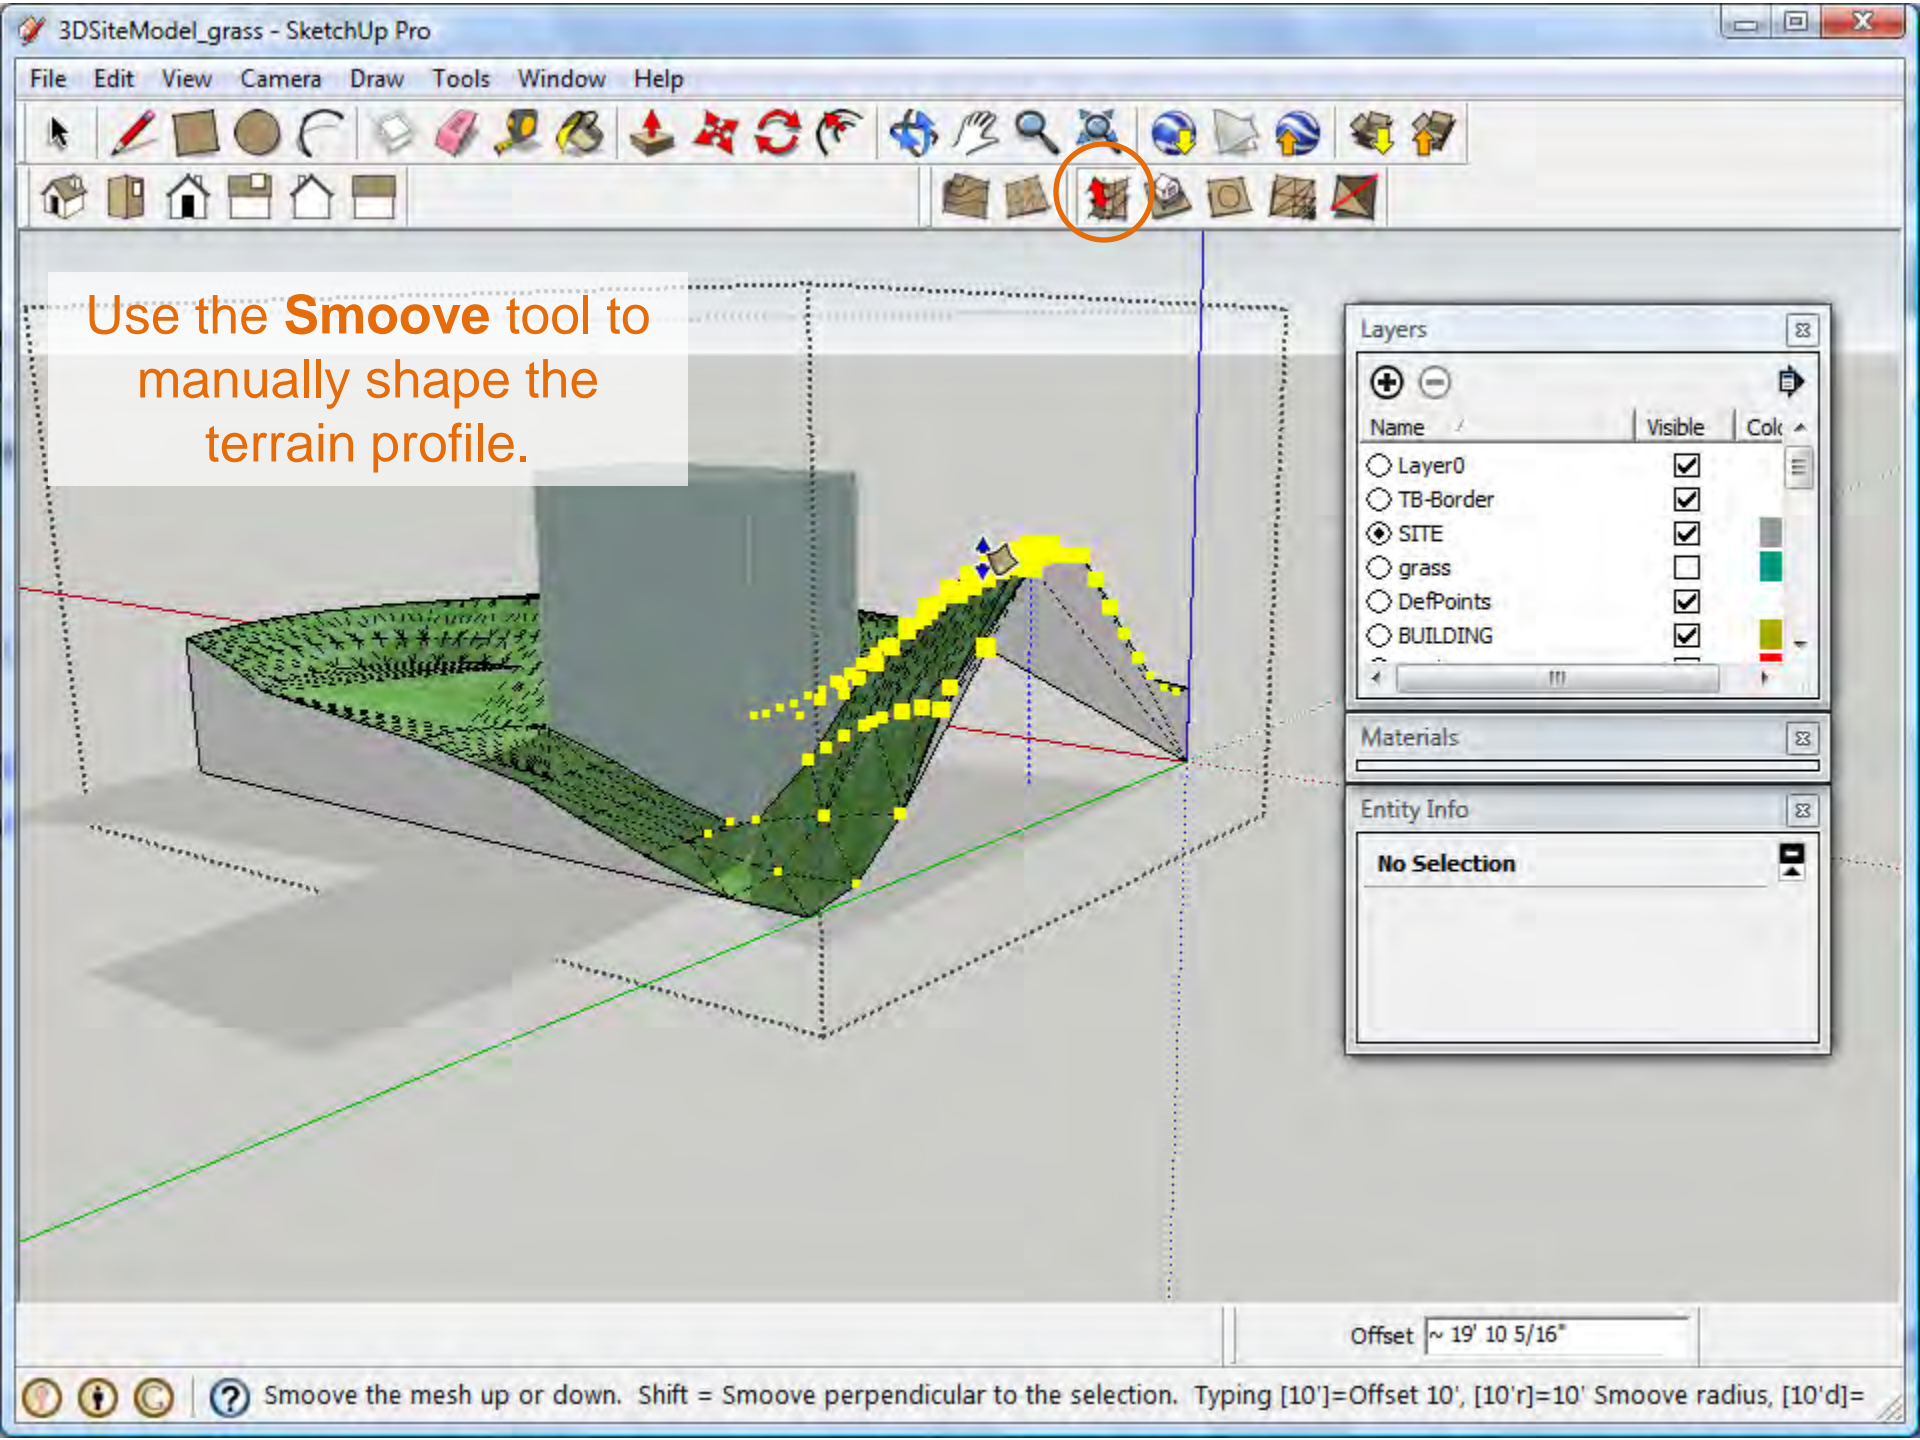 3DSiteModel_grass - SketchUp Pro
File Edit View Camera Draw Tools Window Help
Use the Smoove tool to
manually shape the
terrain profile.
Layers
Name Visible
Layer0
TB-Border
SITE
grass
DefPoints
BUILDING
Materials
Entity Info
No Selection
Offset ~ 19' 10 5/16"
Smoove the mesh up or down. Shift = Smoove perpendicular to the selection. Typing [10']=Offset 10', [10'r]=10' Smoove radius, [10'd]=